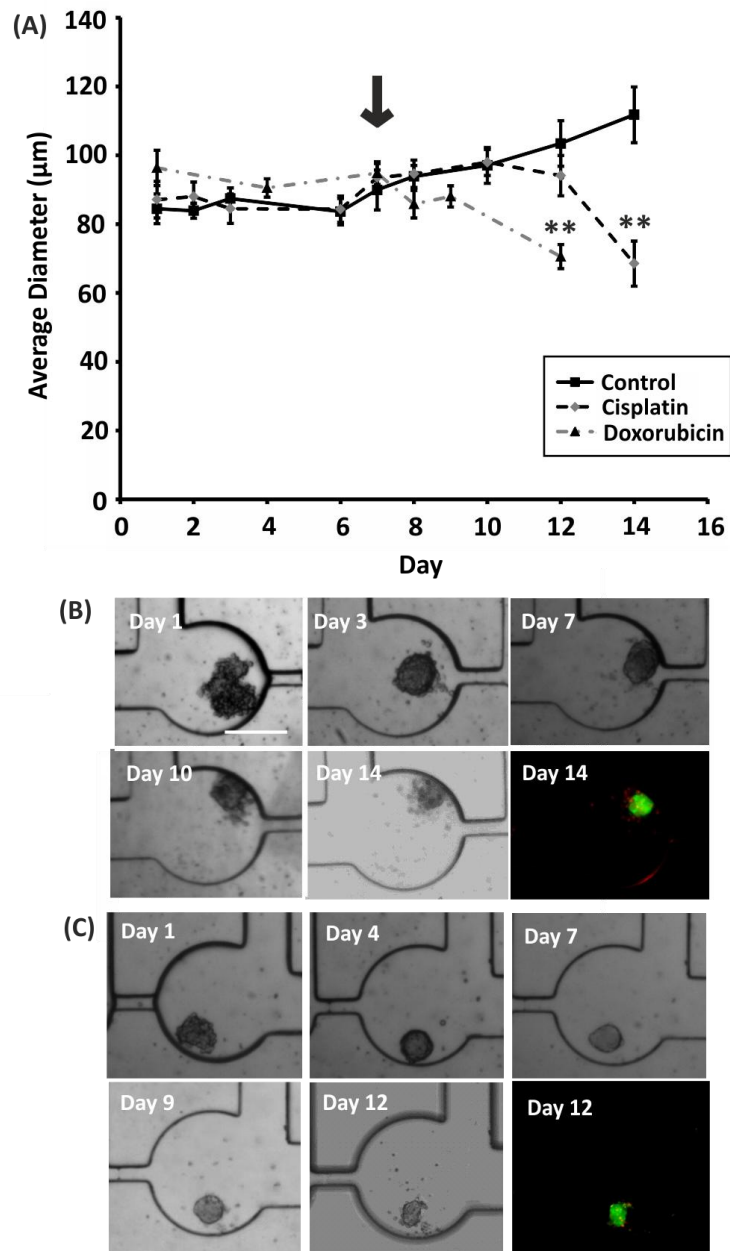 (A)
140
120
100
80
60
40
20
0
Average Diameter (µm)
** **
Control
Cisplatin
Doxorubicin
0 2 4 6 8 10 12 14 16
Day
(B)
Day 1 Day 3 Day 7
Day 10 Day 14 Day 14
(C)
Day 1 Day 4 Day 7
Day 9 Day 12 Day 12